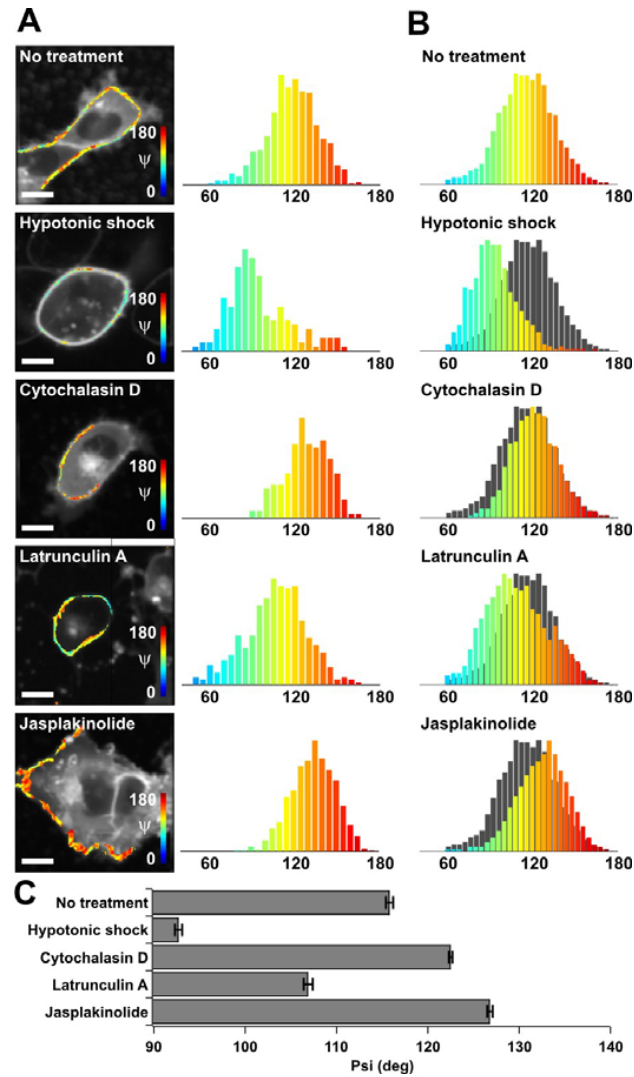 A
B
No treatment
180
ψ
0
60 120 180
No treatment
60 120 180
Hypotonic shock
180
ψ
0
60 120 180
Hypotonic shock
60 120 180
Cytochalasin D
180
ψ
0
60 120 180
Cytochalasin D
60 120 180
Latrunculin A
180
ψ
0
60 120 180
Latrunculin A
60 120 180
Jasplakinolide
180
ψ
0
60 120 180
Jasplakinolide
60 120 180
C
No treatment
Hypotonic shock
Cytochalasin D
Latrunculin A
Jasplakinolide
90 100 110 120 130 140
Psi (deg)